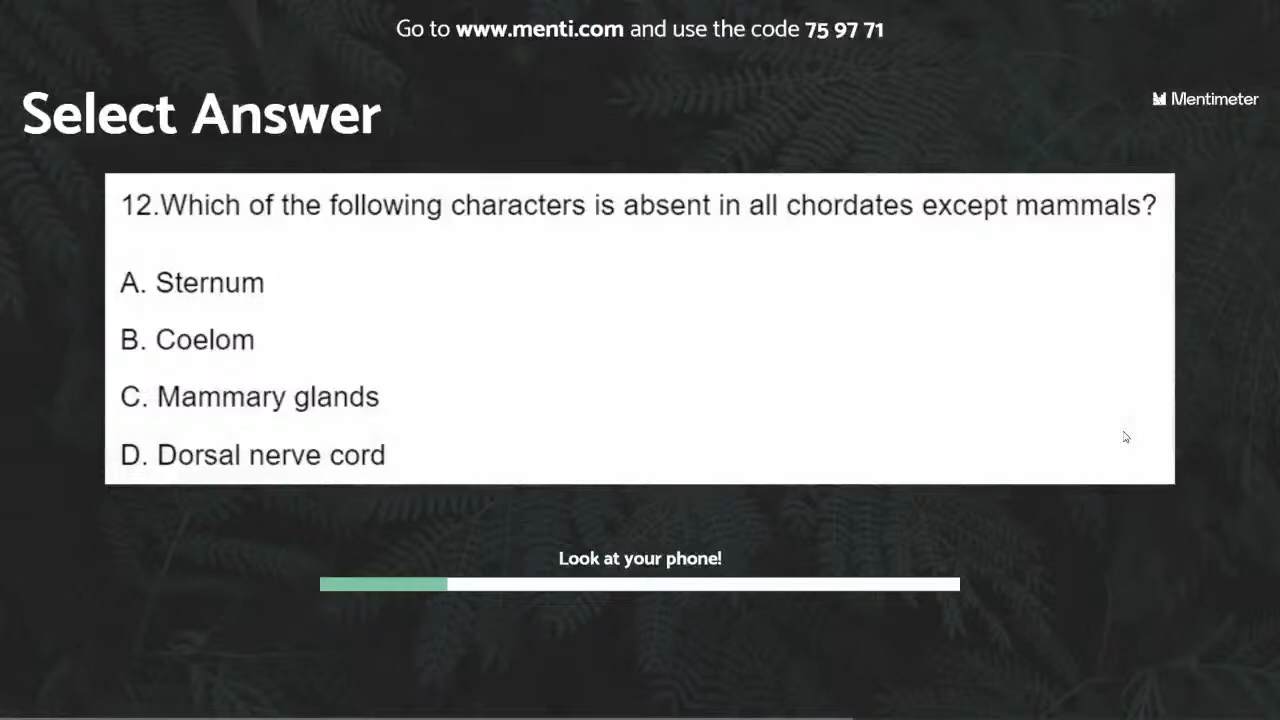 Go to www.menti.com and use the code 75 97 71
Select Answer
Mentimeter
12.Which of the following characters is absent in all chordates except mammals?
A. Sternum
B. Coelom
C. Mammary glands
D. Dorsal nerve cord
Look at your phone!